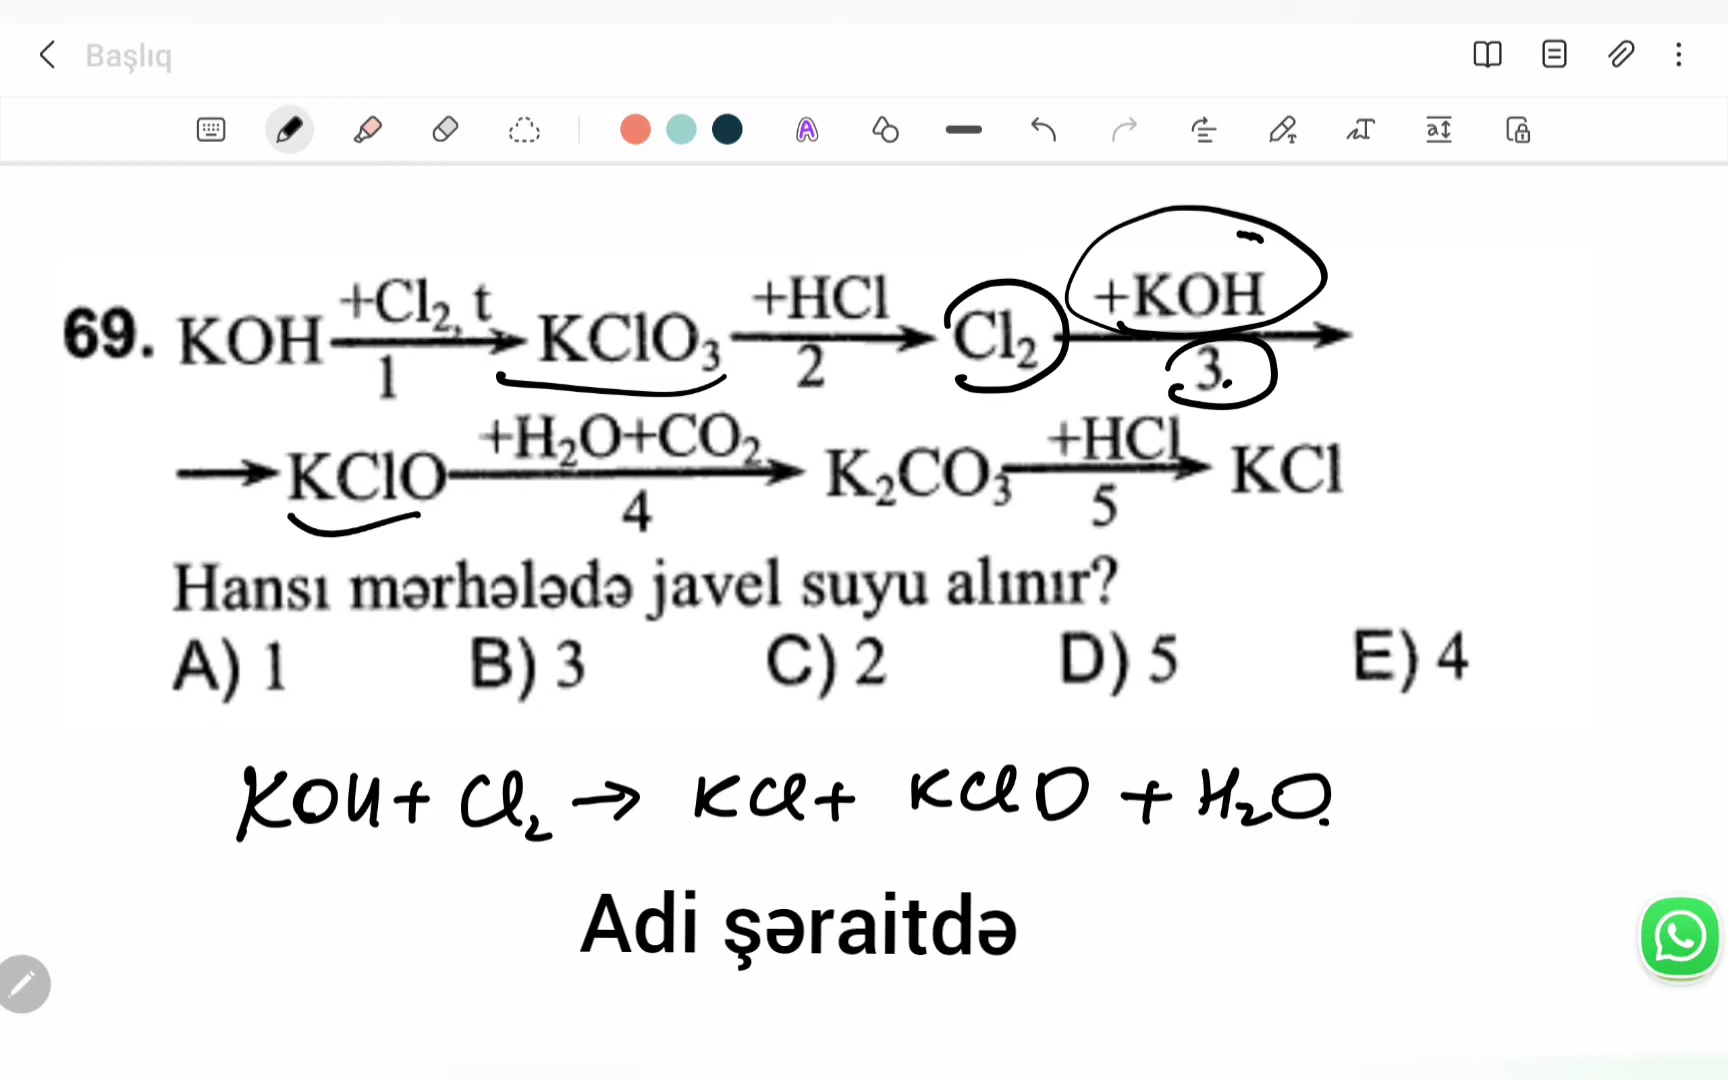 Başlıq
69. KOH +Cl₂, t → 1 KClO₃ +HCl → 2 Cl₂ +KOH → 3
→ KClO +H₂O+CO₂ → 4 K₂CO₃ +HCl → 5 KCl
Hansı mərhələdə javel suyu alınır?
A) 1 B) 3 C) 2 D) 5 E) 4
KOH + Cl₂ → KCl + KClO + H₂O.
Adi şəraitdə